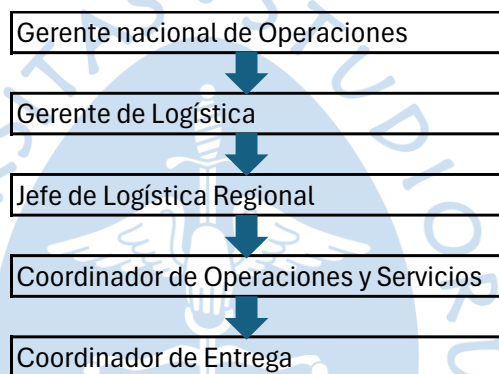 Gerente nacional de Operaciones
Gerente de Logística
Jefe de Logística Regional
Coordinador de Operaciones y Servicios
Coordinador de Entrega